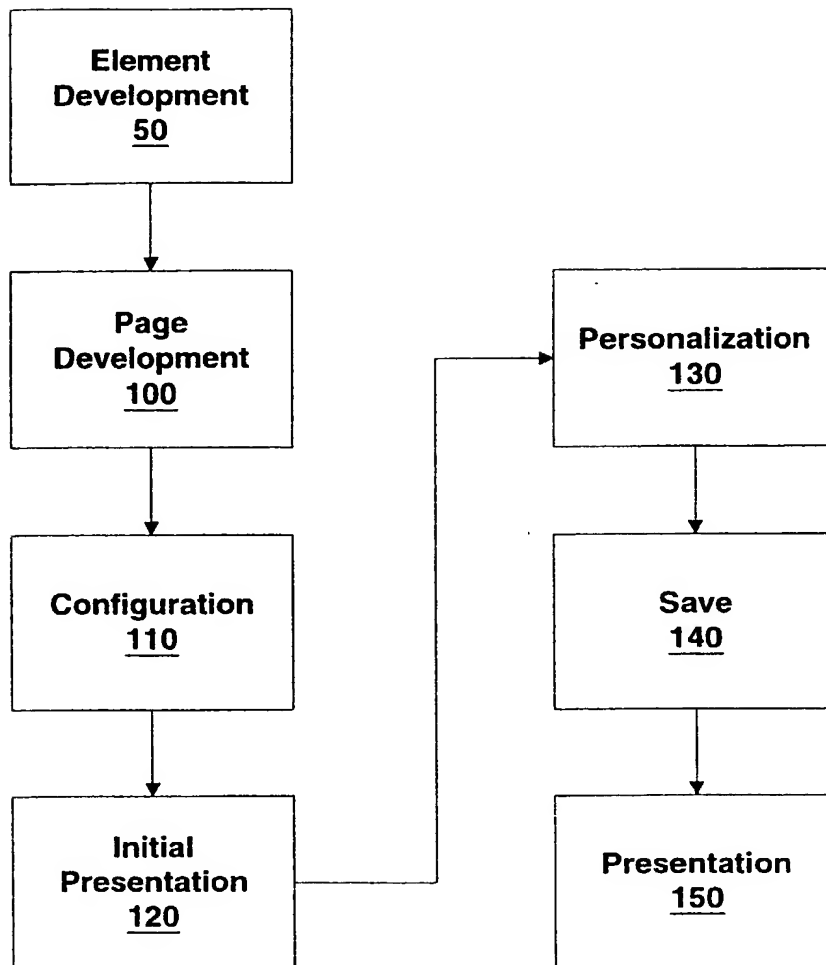 Element
Development
50
Page
Development
100
Configuration
110
Initial
Presentation
120
Personalization
130
Save
140
Presentation
150